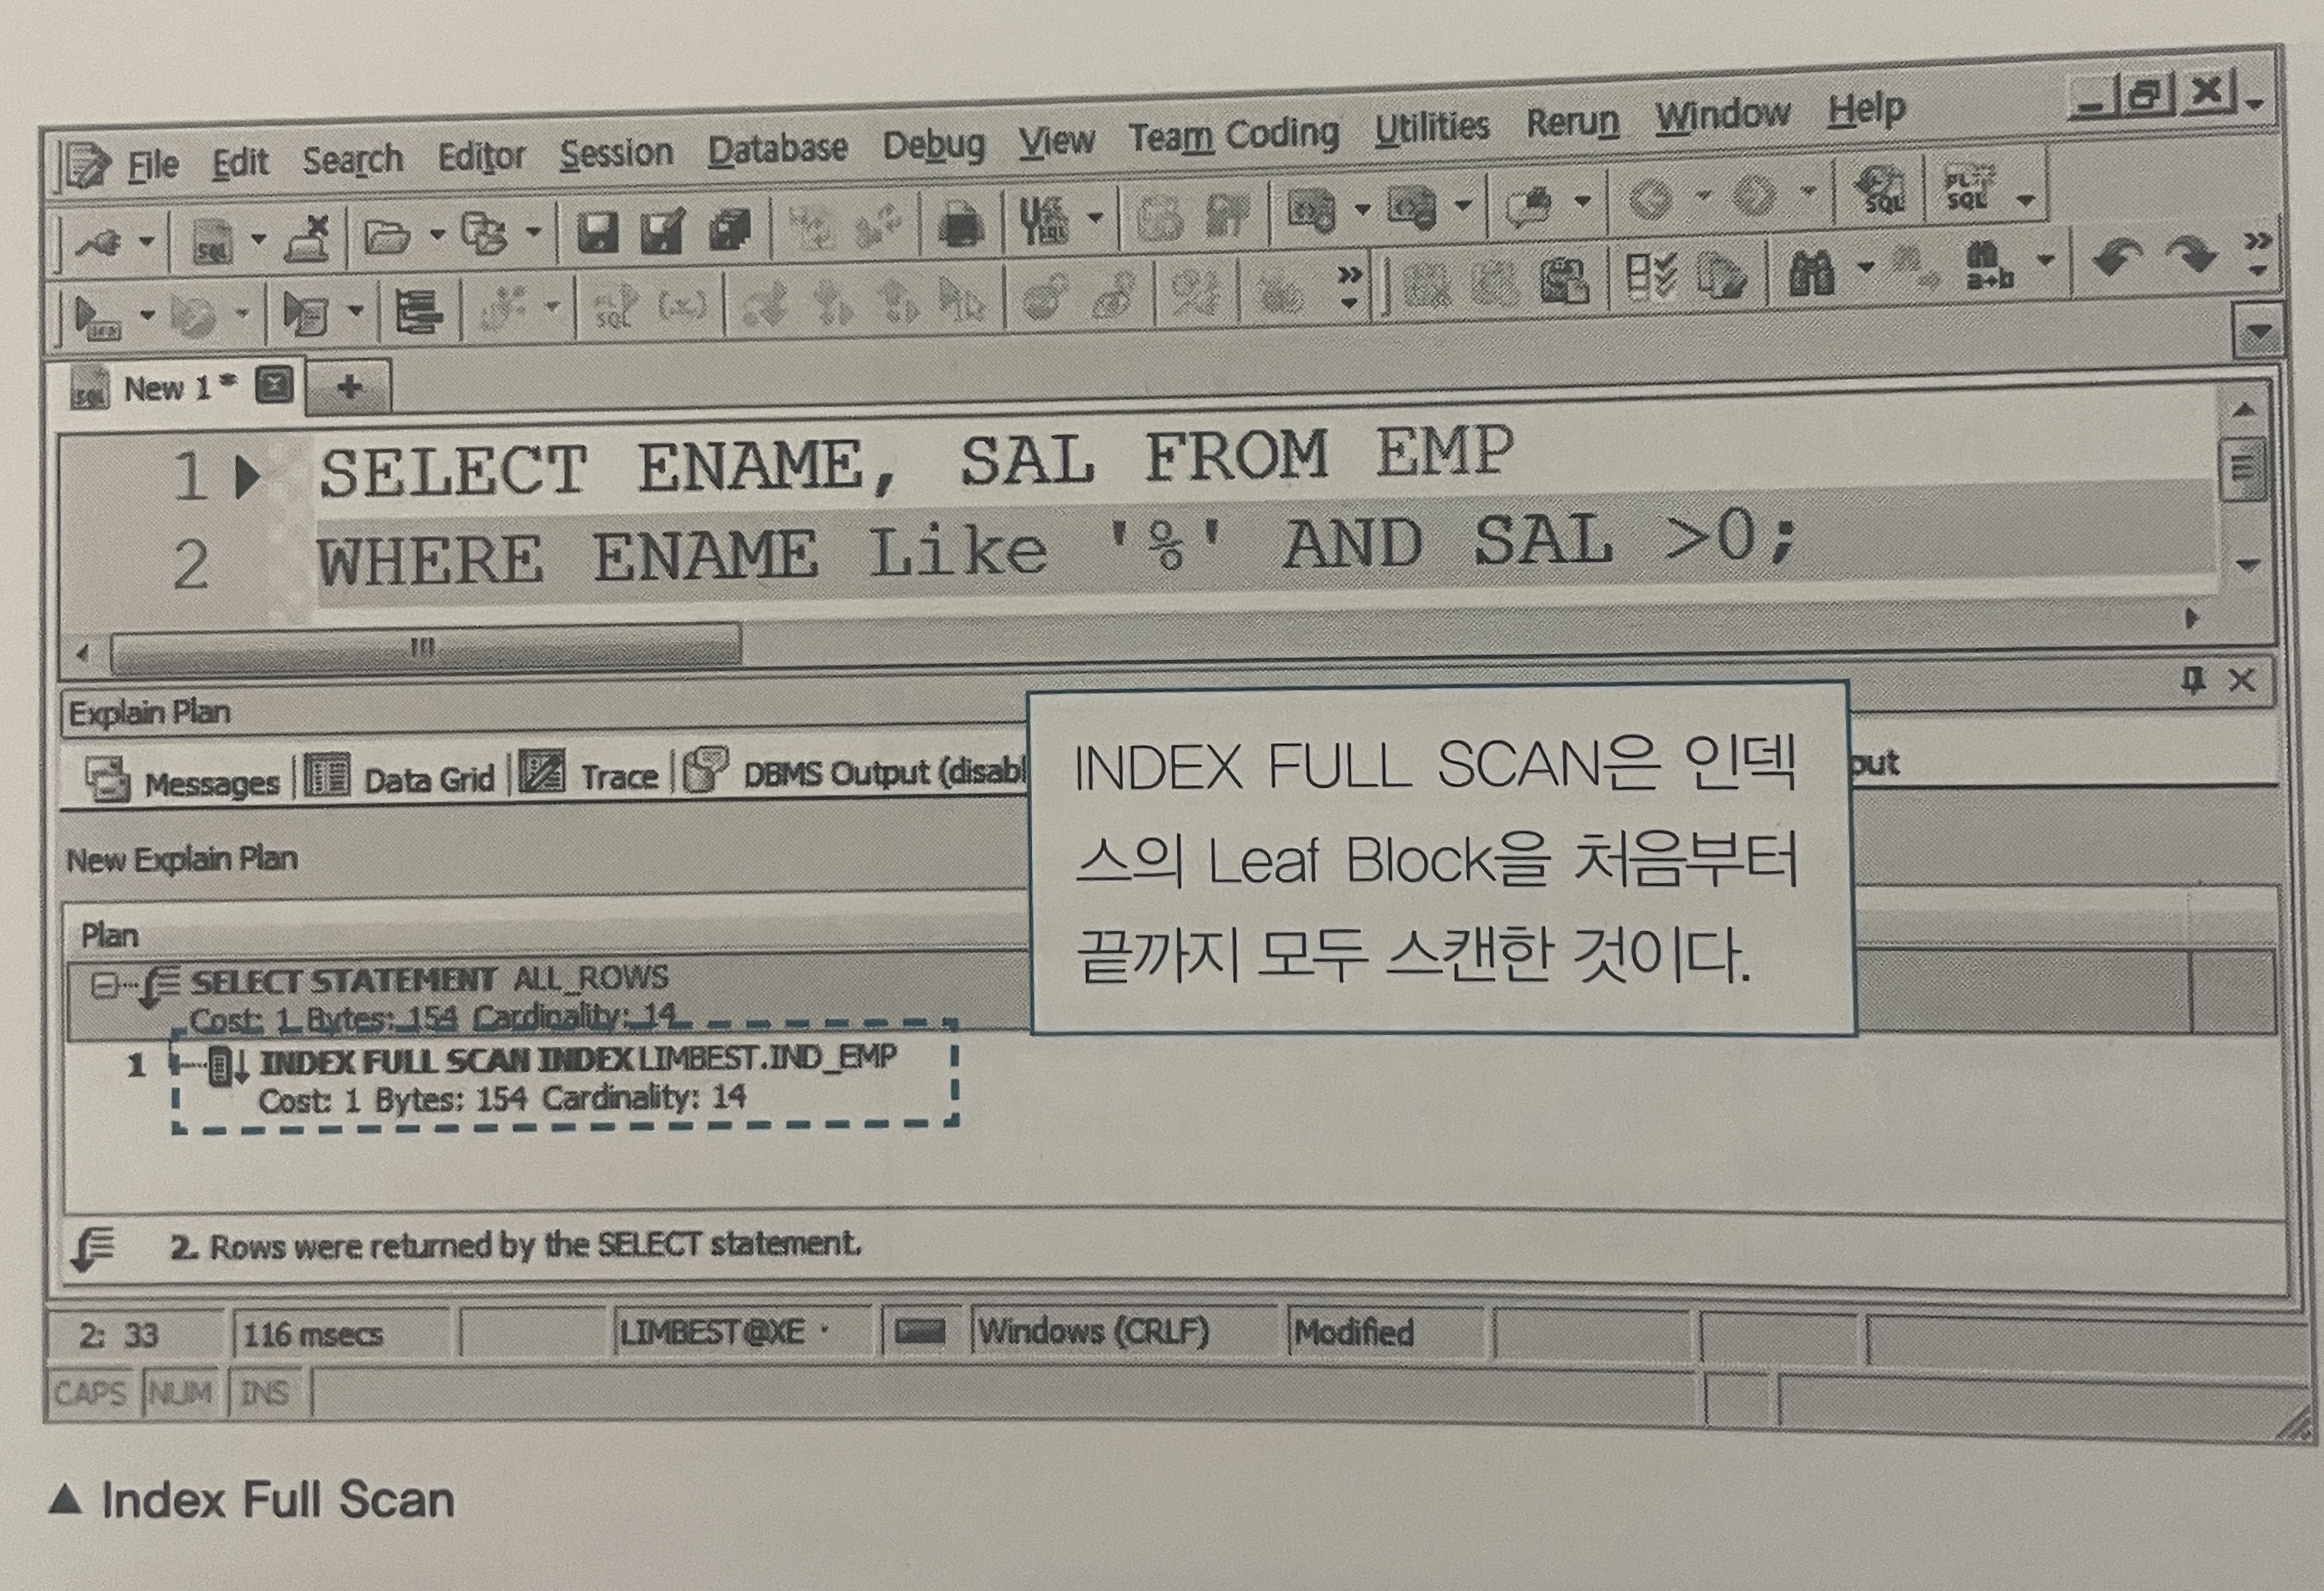 File Edit Search Editor Session Database Debug View Team Coding Utilities Rerun Window Help
SQL SQL PL SQL
SQL a→b
SQL New 1 * +
1 SELECT ENAME, SAL FROM EMP
2 WHERE ENAME Like '%' AND SAL >0;
Explain Plan
Messages Data Grid Trace DBMS Output (disabl put
INDEX FULL SCAN은 인덱
스의 Leaf Block을 처음부터
끝까지 모두 스캔한 것이다.
New Explain Plan
Plan
SELECT STATEMENT ALL_ROWS
Cost: 1 Bytes: 154 Cardinality: 14
1 INDEX FULL SCAN INDEX LIMBEST.IND_EMP
Cost: 1 Bytes: 154 Cardinality: 14
2. Rows were returned by the SELECT statement.
2: 33 116 msecs LIMBEST@XE Windows (CRLF) Modified
CAPS NUM INS
▲ Index Full Scan